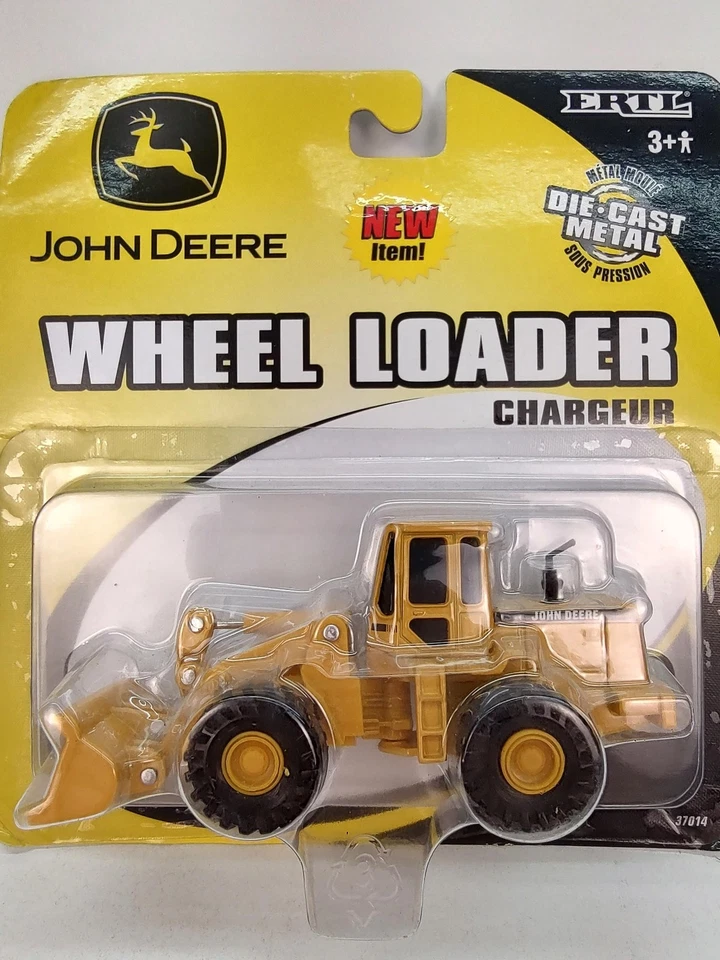 ERTL®
3+
MÉTAL MOULÉ
DIE•CAST
METAL
SOUS PRESSION
JOHN DEERE
NEW
Item!
WHEEL LOADER
CHARGEUR
JOHN DEERE
37014